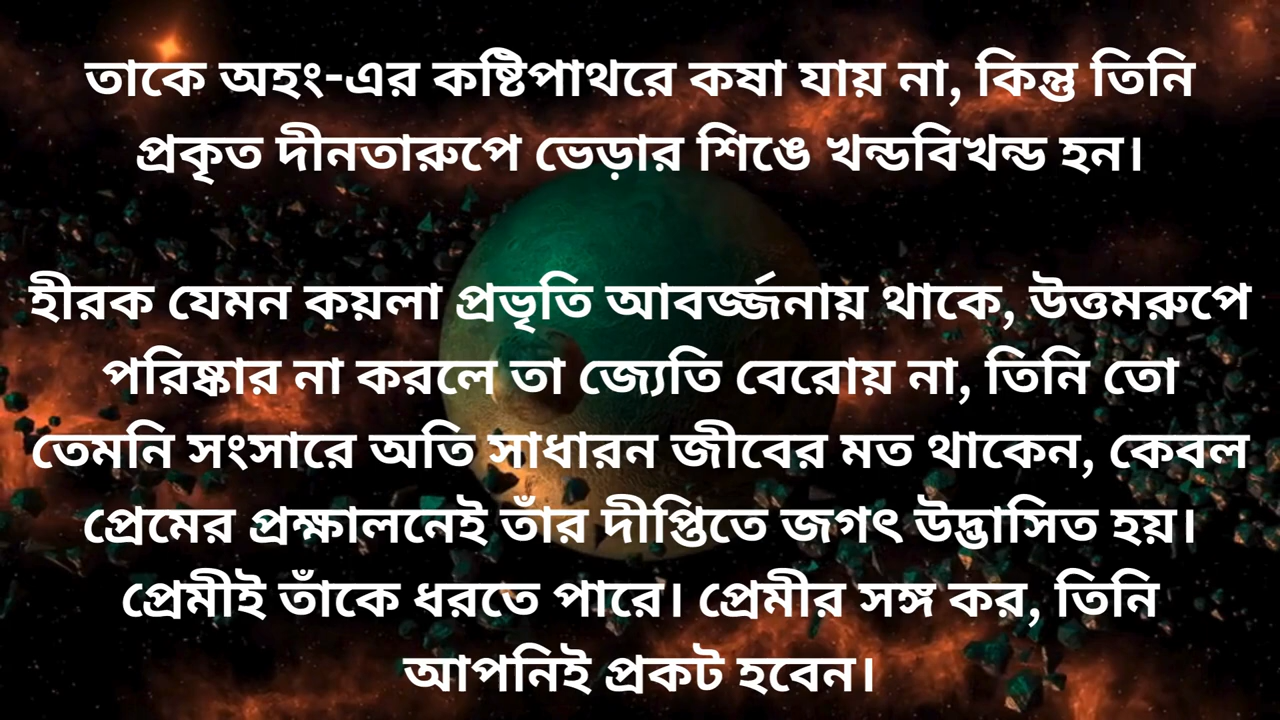 তাকে অহং-এর কষ্টিপাথরে কষা যায় না, কিন্তু তিনি
প্রকৃত দীনতারুপে ভেড়ার শিঙে খন্ডবিখন্ড হন।
হীরক যেমন কয়লা প্রভৃতি আবর্জ্জনায় থাকে, উত্তমরুপে
পরিষ্কার না করলে তা জ্যেতি বেরোয় না, তিনি তো
তেমনি সংসারে অতি সাধারন জীবের মত থাকেন, কেবল
প্রেমের প্রক্ষালনেই তাঁর দীপ্তিতে জগৎ উদ্ভাসিত হয়।
প্রেমীই তাঁকে ধরতে পারে। প্রেমীর সঙ্গ কর, তিনি
আপনিই প্রকট হবেন।